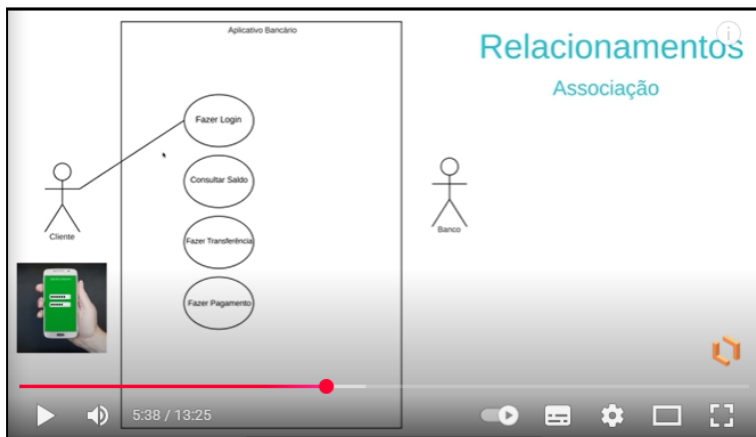 Aplicativo Bancário
Relacionamentos
Associação
Fazer Login
Consultar Saldo
Fazer Transferência
Fazer Pagamento
Cliente
Banco
5:38 / 13:25